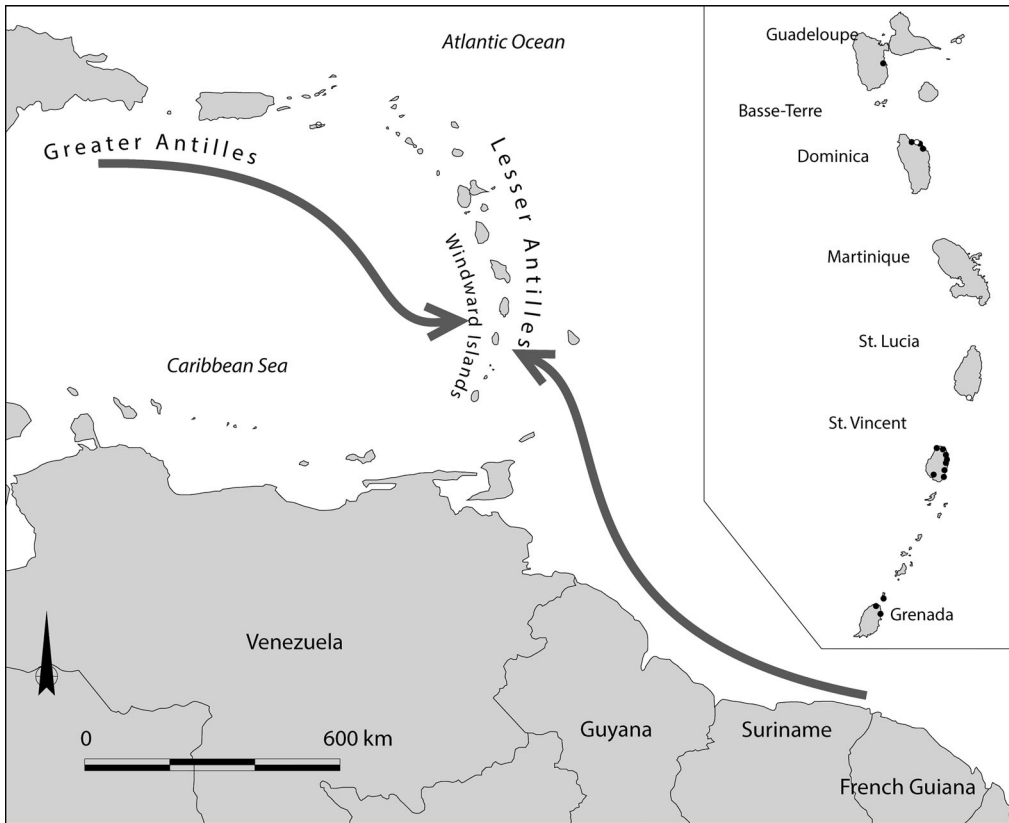 Atlantic Ocean
Greater Antilles
Lesser Antilles
Windward Islands
Caribbean Sea
Venezuela
Guyana
Suriname
French Guiana
0 600 km
Guadeloupe
Basse-Terre
Dominica
Martinique
St. Lucia
St. Vincent
Grenada